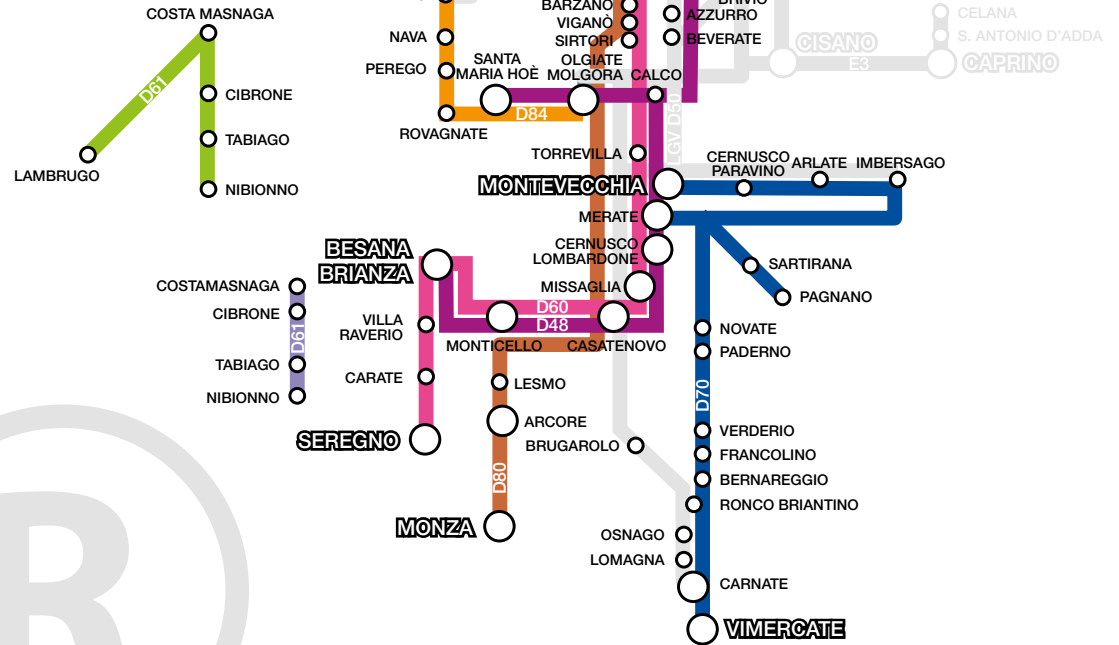 COSTA MASNAGA
D61
CIBRONE
TABIAGO
LAMBRUGO
NIBIONNO
BARZANO
VIGANÒ
SIRTORI
BRIVIO
AZZURRO
BEVERATE
CELANA
S. ANTONIO D'ADDA
CISANO
E3
CAPRINO
NAVA
PEREGO
SANTA
MARIA HOÈ
OLGIATE
MOLGORA
CALCO
D84
ROVAGNATE
LGV D50
TORREVILLA
MONTEVECCHIA
CERNUSCO
PARAVINO
ARLATE
IMBERSAGO
MERATE
CERNUSCO
LOMBARDONE
MISSAGLIA
BESANA
BRIANZA
D60
D48
MONTICELLO
CASATENOVO
SARTIRANA
PAGNANO
COSTAMASNAGA
CIBRONE
D61
TABIAGO
NIBIONNO
VILLA
RAVERIO
CARATE
SEREGNO
LESMO
ARCORE
D80
MONZA
BRUGAROLO
NOVATE
PADERNO
D70
VERDERIO
FRANCOLINO
BERNAREGGIO
RONCO BRIANTINO
OSNAGO
LOMAGNA
CARNATE
VIMERCATE
R